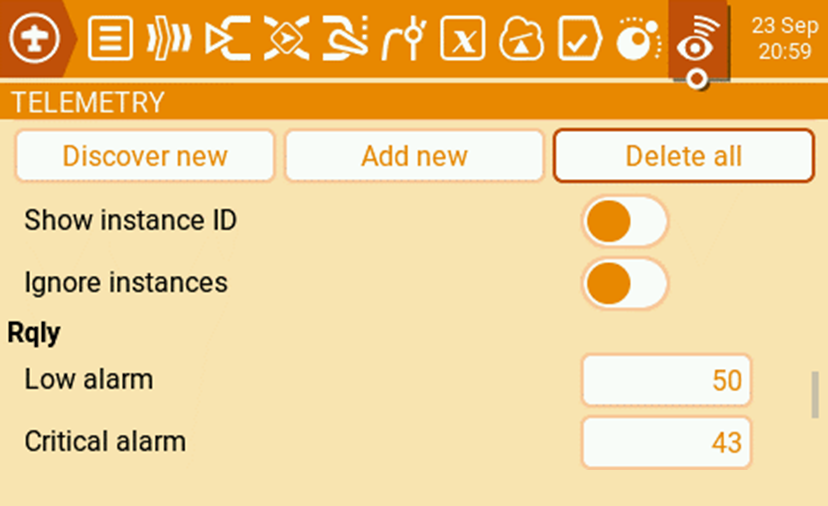 23 Sep
20:59
TELEMETRY
Discover new Add new Delete all
Show instance ID
Ignore instances
Rqly
Low alarm 50
Critical alarm 43